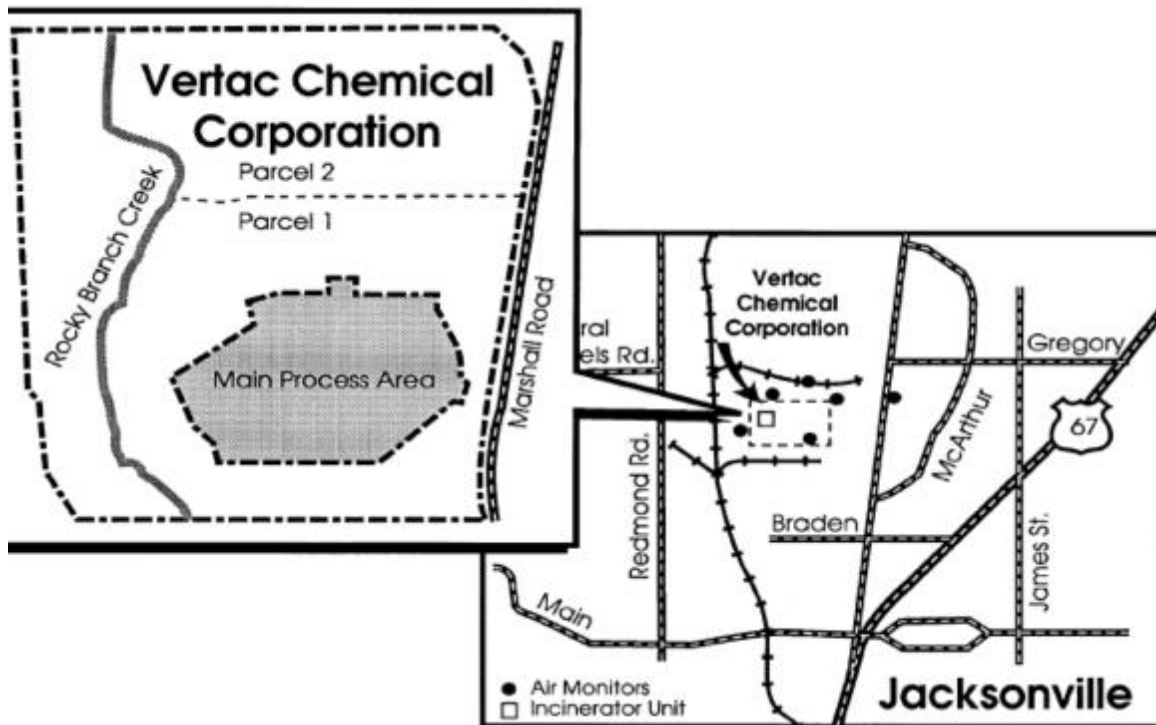 Vertac Chemical
Corporation
Parcel 2
Parcel 1
Rocky Branch Creek
Main Process Area
Marshall Road
Vertac
Chemical
Corporation
ral
els Rd.
Gregory
67
McArthur
Redmond Rd.
Braden
James St.
Main
Air Monitors
Incinerator Unit
Jacksonville